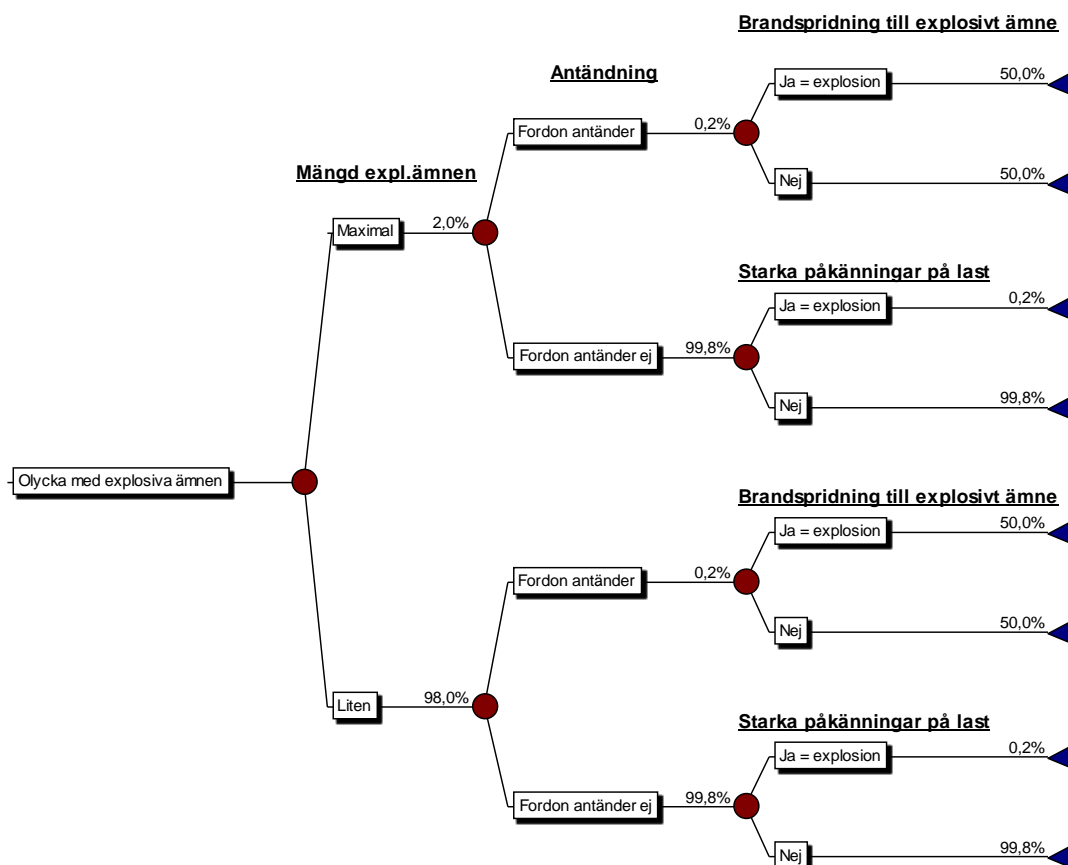 Brandspridning till explosivt ämne
Antändning
Ja = explosion
50,0%
Fordon antänder
0,2%
Mängd expl.ämnen
Nej
50,0%
Maximal
2,0%
Starka påkänningar på last
Ja = explosion
0,2%
Fordon antänder ej
99,8%
Nej
99,8%
Olycka med explosiva ämnen
Brandspridning till explosivt ämne
Ja = explosion
50,0%
Fordon antänder
0,2%
Nej
50,0%
Liten
98,0%
Starka påkänningar på last
Ja = explosion
0,2%
Fordon antänder ej
99,8%
Nej
99,8%